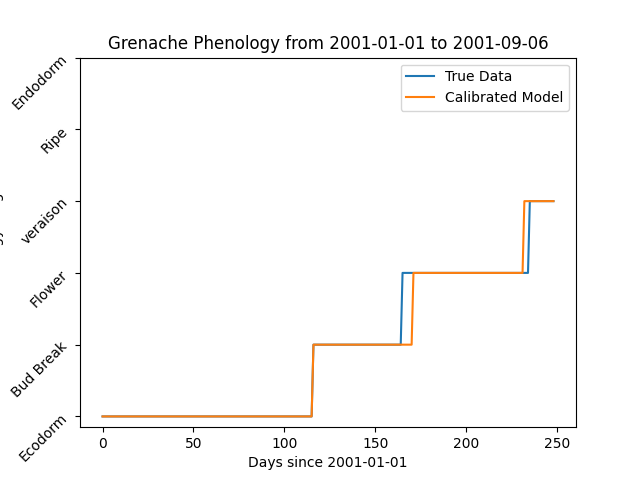 Grenache Phenology from 2001-01-01 to 2001-09-06
True Data
Calibrated Model
Endodorm
Ripe
veraison
Flower
Bud Break
Ecodorm
0 50 100 150 200 250
Days since 2001-01-01